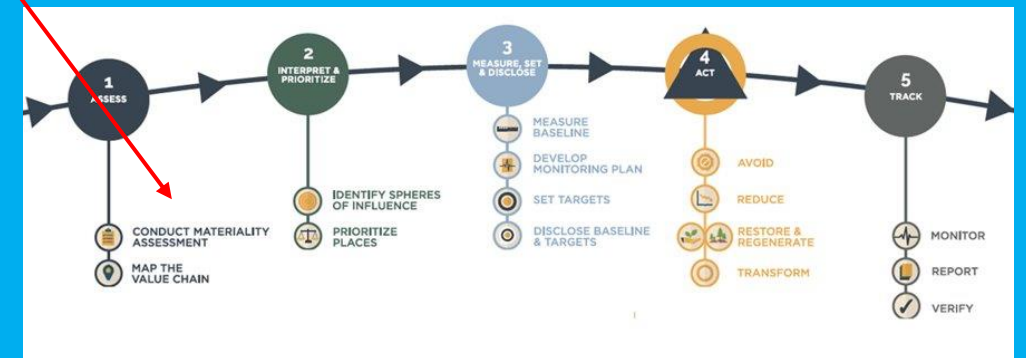 1
ASSESS
CONDUCT MATERIALITY
ASSESSMENT
MAP THE
VALUE CHAIN
2
INTERPRET &
PRIORITIZE
IDENTIFY SPHERES
OF INFLUENCE
PRIORITIZE
PLACES
3
MEASURE, SET
& DISCLOSE
MEASURE
BASELINE
DEVELOP
MONITORING PLAN
SET TARGETS
DISCLOSE BASELINE
& TARGETS
4
ACT
AVOID
REDUCE
RESTORE &
REGENERATE
TRANSFORM
5
TRACK
MONITOR
REPORT
VERIFY